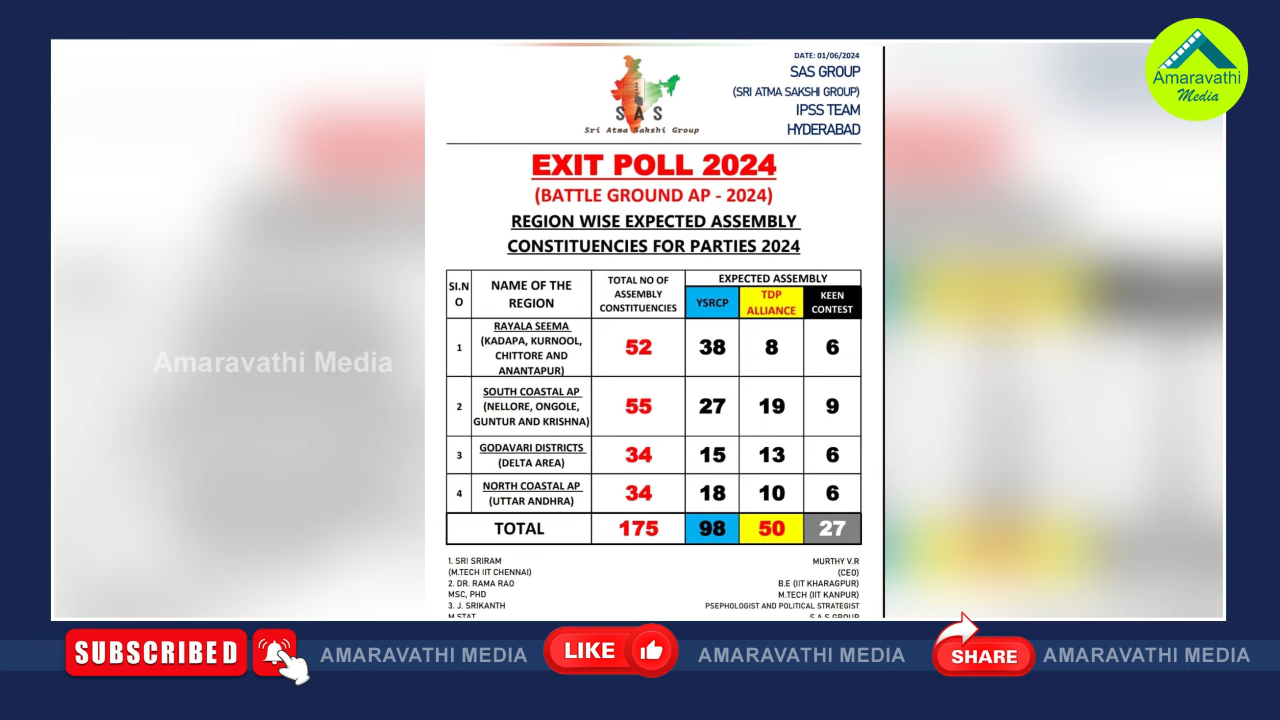 Amaravathi
Media
DATE: 01/06/2024
SAS GROUP
(SRI ATMA SAKSHI GROUP)
IPSS TEAM
HYDERABAD
S A S
Sri Atma Sakshi Group
EXIT POLL 2024
(BATTLE GROUND AP - 2024)
REGION WISE EXPECTED ASSEMBLY
CONSTITUENCIES FOR PARTIES 2024
SI.N
O
NAME OF THE
REGION
TOTAL NO OF
ASSEMBLY
CONSTITUENCIES
EXPECTED ASSEMBLY
YSRCP
TDP
ALLIANCE
KEEN
CONTEST
1
RAYALA SEEMA
(KADAPA, KURNOOL,
CHITTORE AND
ANANTAPUR)
52
38
8
6
2
SOUTH COASTAL AP
(NELLORE, ONGOLE,
GUNTUR AND KRISHNA)
55
27
19
9
3
GODAVARI DISTRICTS
(DELTA AREA)
34
15
13
6
4
NORTH COASTAL AP
(UTTAR ANDHRA)
34
18
10
6
TOTAL
175
98
50
27
1. SRI SRIRAM
(M.TECH IIT CHENNAI)
2. DR. RAMA RAO
MSC, PHD
3. J. SRIKANTH
M.STAT
MURTHY V.R
(CEO)
B.E (IIT KHARAGPUR)
M.TECH (IIT KANPUR)
PSEPHOLOGIST AND POLITICAL STRATEGIST
S.A.S GROUP
Amaravathi Media
SUBSCRIBED
AMARAVATHI MEDIA
LIKE
AMARAVATHI MEDIA
SHARE
AMARAVATHI MEDIA